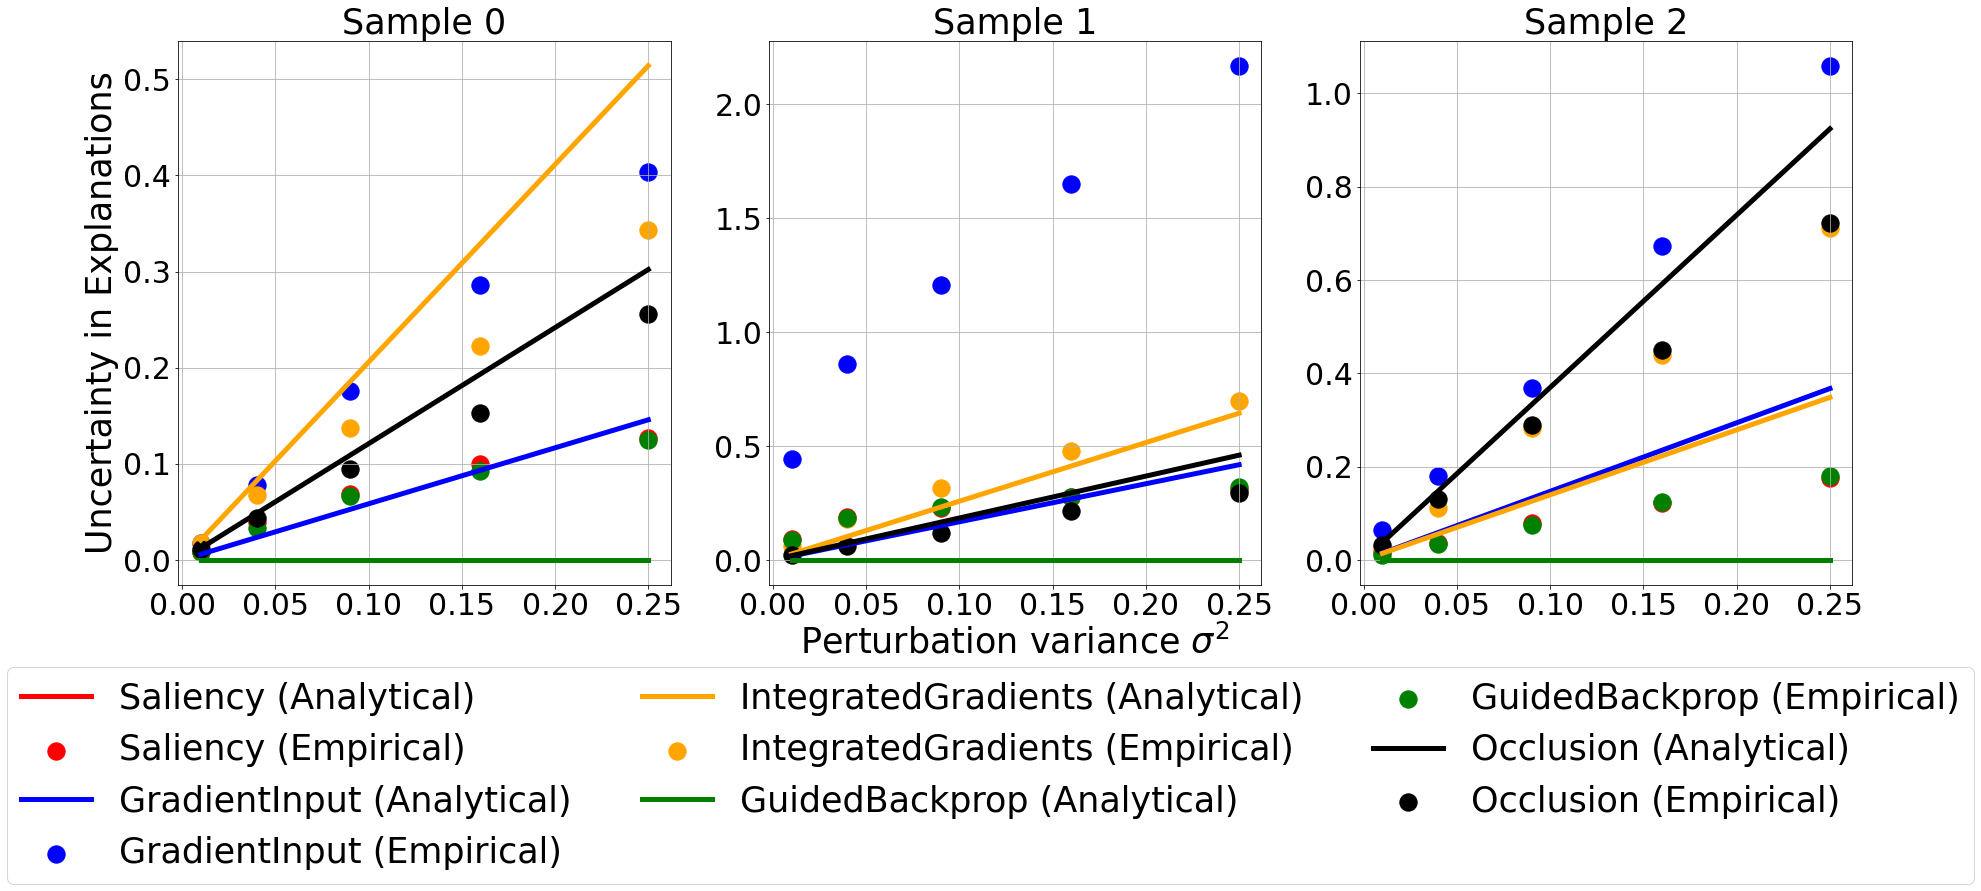 Sample 0
Sample 1
Sample 2
Uncertainty in Explanations
0.5
0.4
0.3
0.2
0.1
0.0
0.00 0.05 0.10 0.15 0.20 0.25
2.0
1.5
1.0
0.5
0.0
0.00 0.05 0.10 0.15 0.20 0.25
1.0
0.8
0.6
0.4
0.2
0.0
0.00 0.05 0.10 0.15 0.20 0.25
Perturbation variance σ²
Saliency (Analytical)
Saliency (Empirical)
GradientInput (Analytical)
GradientInput (Empirical)
IntegratedGradients (Analytical)
IntegratedGradients (Empirical)
GuidedBackprop (Analytical)
GuidedBackprop (Empirical)
Occlusion (Analytical)
Occlusion (Empirical)